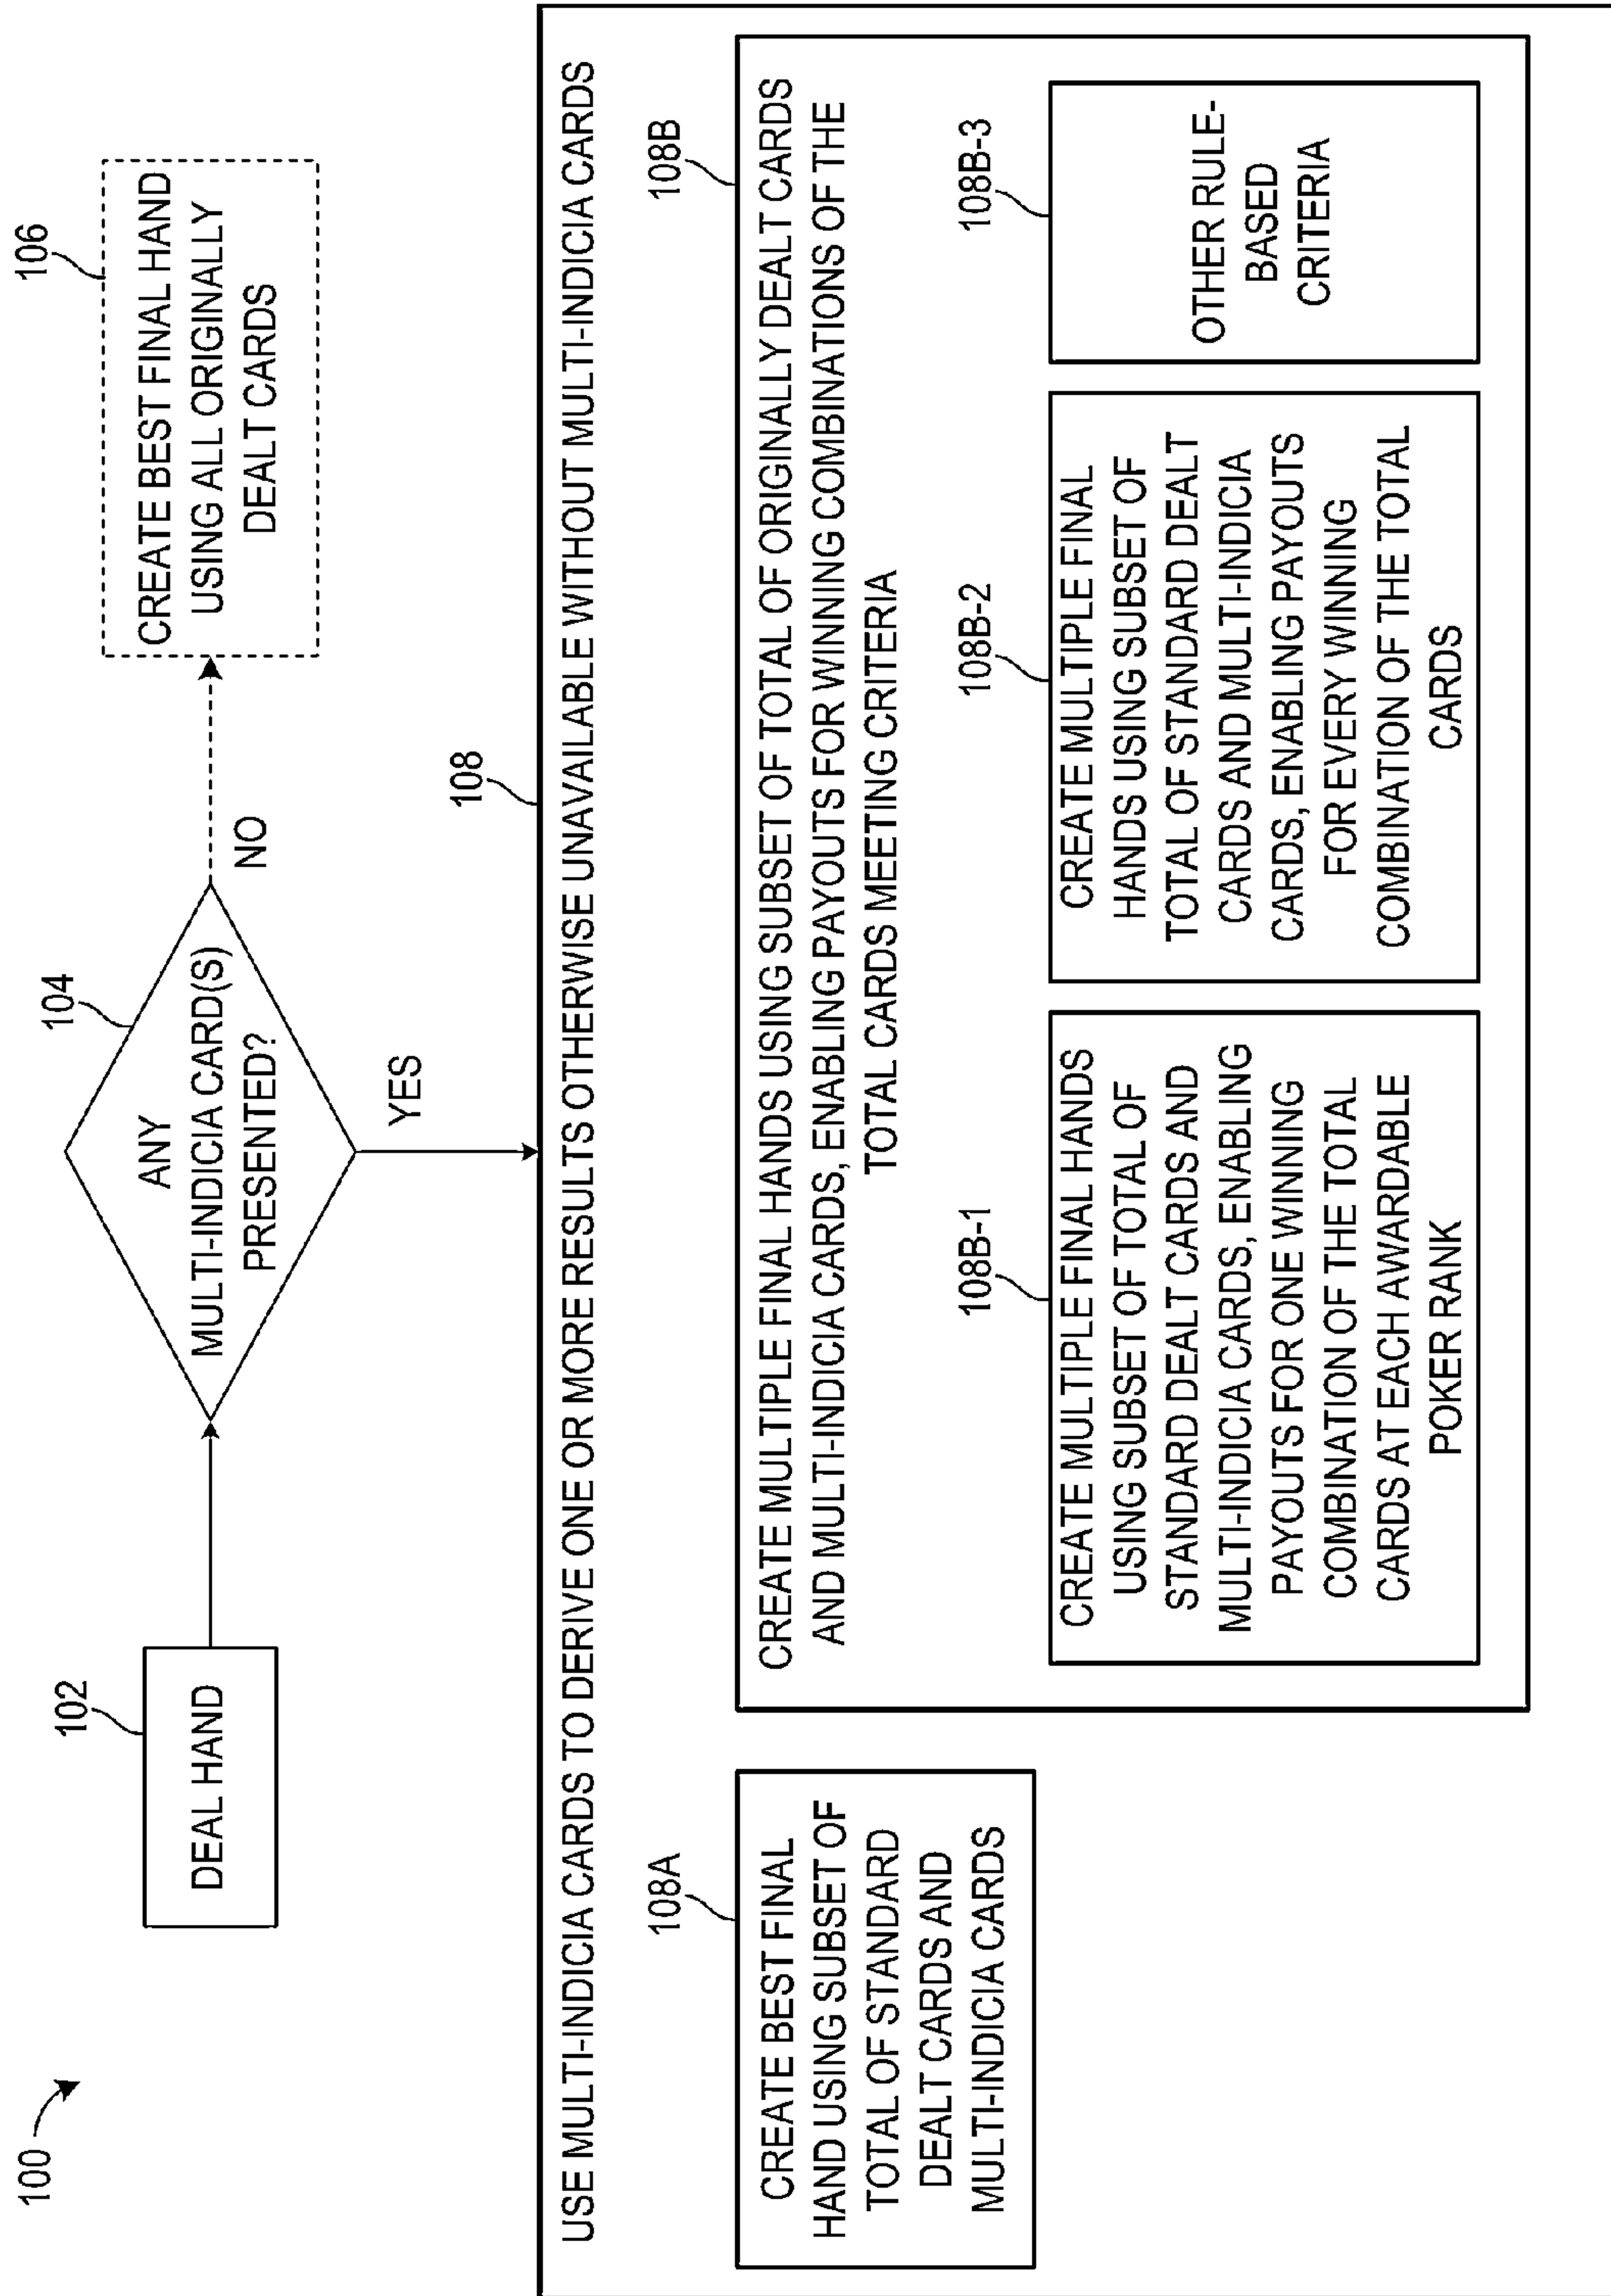 100
102
DEAL HAND
104
ANY
MULTI-INDICIA CARD(S)
PRESENTED?
NO
YES
106
CREATE BEST FINAL HAND
USING ALL ORIGINALLY
DEALT CARDS
108
USE MULTI-INDICIA CARDS TO DERIVE ONE OR MORE RESULTS OTHERWISE UNAVAILABLE WITHOUT MULTI-INDICIA CARDS
108A
CREATE BEST FINAL
HAND USING SUBSET OF
TOTAL OF STANDARD
DEALT CARDS AND
MULTI-INDICIA CARDS
108B
CREATE MULTIPLE FINAL HANDS USING SUBSET OF TOTAL OF ORIGINALLY DEALT CARDS
AND MULTI-INDICIA CARDS, ENABLING PAYOUTS FOR WINNING COMBINATIONS OF THE
TOTAL CARDS MEETING CRITERIA
108B-1
CREATE MULTIPLE FINAL HANDS
USING SUBSET OF TOTAL OF
STANDARD DEALT CARDS AND
MULTI-INDICIA CARDS, ENABLING
PAYOUTS FOR ONE WINNING
COMBINATION OF THE TOTAL
CARDS AT EACH AWARDABLE
POKER RANK
108B-2
CREATE MULTIPLE FINAL
HANDS USING SUBSET OF
TOTAL OF STANDARD DEALT
CARDS AND MULTI-INDICIA
CARDS, ENABLING PAYOUTS
FOR EVERY WINNING
COMBINATION OF THE TOTAL
CARDS
108B-3
OTHER RULE-
BASED
CRITERIA